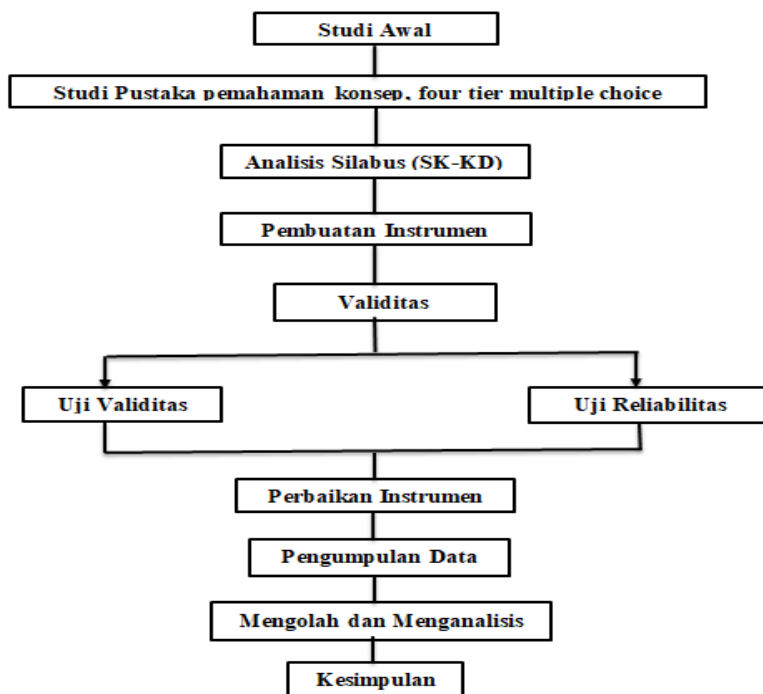 Studi Awal
Studi Pustaka pemahaman konsep, four tier multiple choice
Analisis Silabus (SK-KD)
Pembuatan Instrumen
Validitas
Uji Validitas
Uji Reliabilitas
Perbaikan Instrumen
Pengumpulan Data
Mengolah dan Menganalisis
Kesimpulan